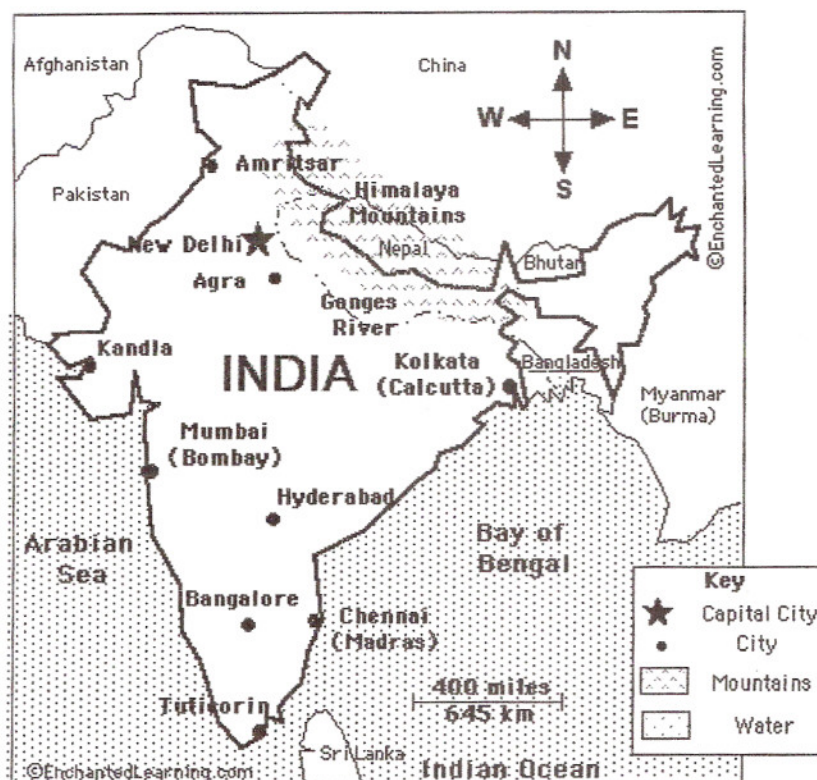 Afghanistan
China
N
W E
S
©EnchantedLearning.com
Amritsar
Pakistan
Himalaya
Mountains
New Delhi
Nepal
Bhutan
Agra
Ganges
River
Kandla
INDIA
Kolkata
(Calcutta)
Bangladesh
Myanmar
(Burma)
Mumbai
(Bombay)
Hyderabad
Arabian
Sea
Bay of
Bengal
Bangalore
Chennai
(Madras)
Tuticorin
400 miles
645 km
Sri Lanka
Indian Ocean
©EnchantedLearning.com
Key
Capital City
City
Mountains
Water